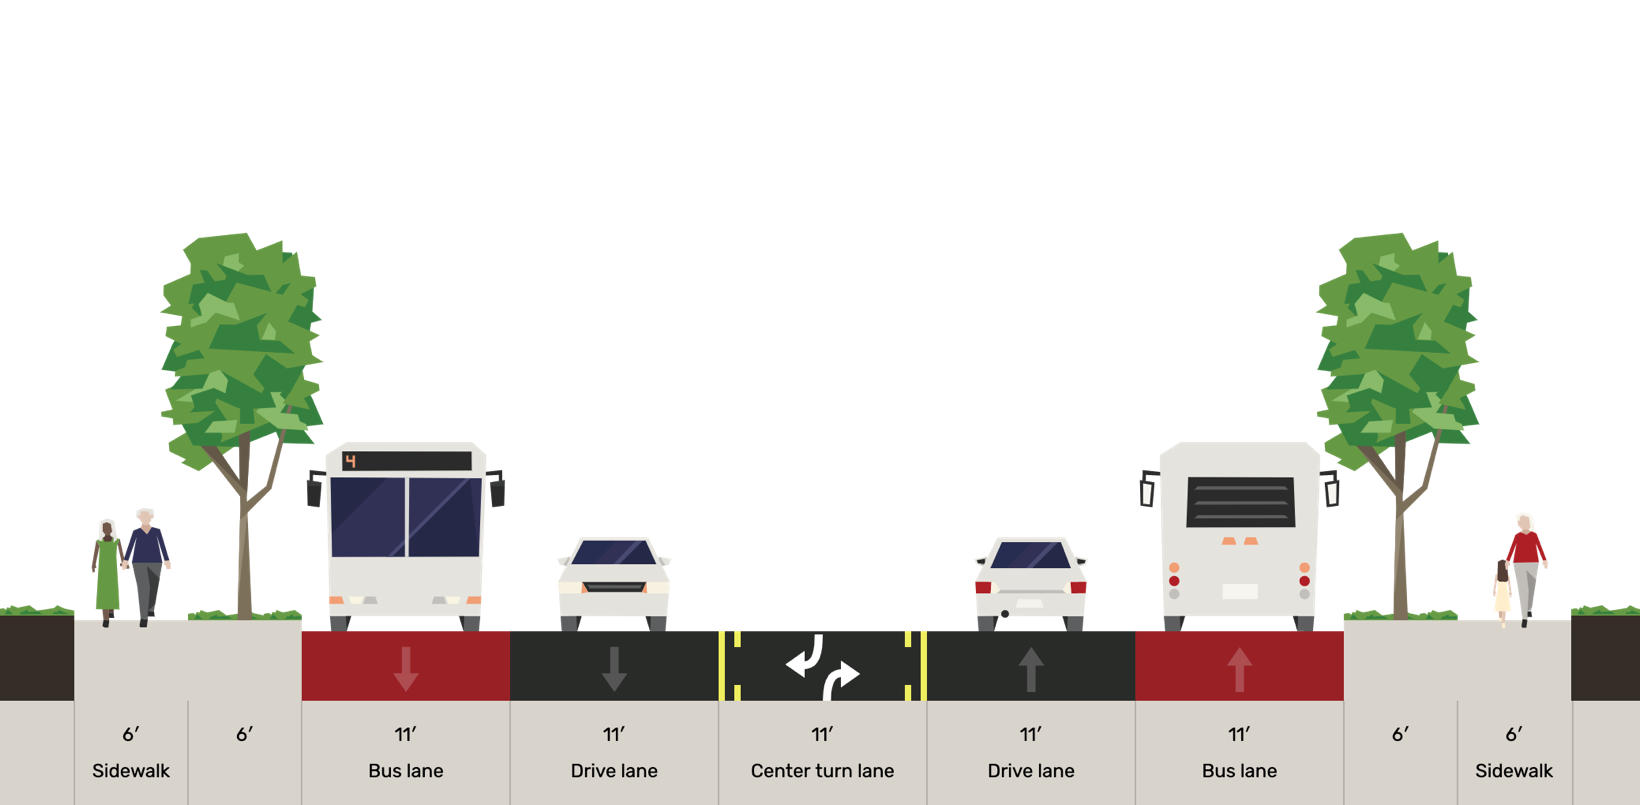 4
6′ 6′ 11′ 11′ 11′ 11′ 11′ 6′ 6′
Sidewalk Bus lane Drive lane Center turn lane Drive lane Bus lane Sidewalk